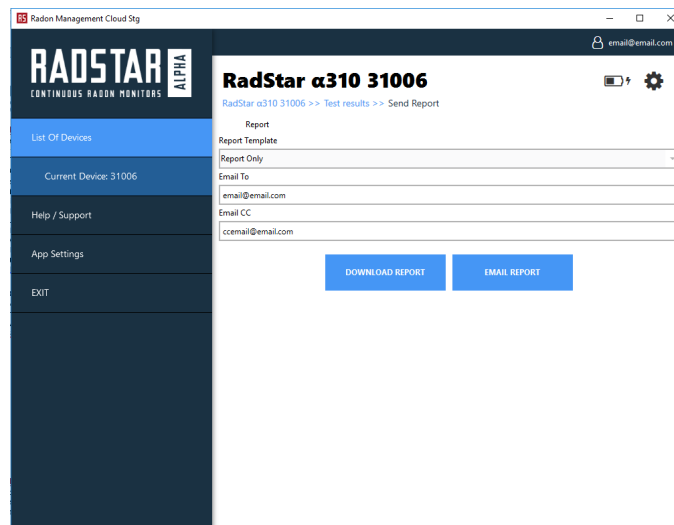 RS Radon Management Cloud Stg
email@email.com
RADSTAR ALPHA
CONTINUOUS RADON MONITORS
List Of Devices
Current Device: 31006
Help / Support
App Settings
EXIT
RadStar α310 31006
RadStar α310 31006 >> Test results >> Send Report
Report
Report Template
Report Only
Email To
email@email.com
Email CC
ccemail@email.com
DOWNLOAD REPORT
EMAIL REPORT